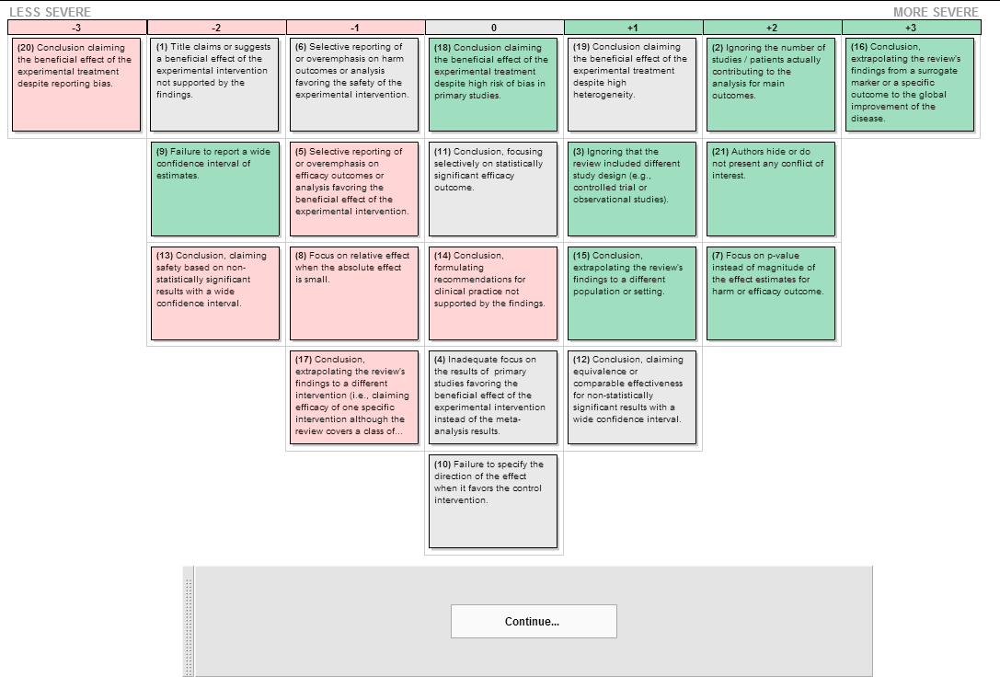 LESS SEVERE
MORE SEVERE
-3
-2
-1
0
+1
+2
+3
(20) Conclusion claiming
the beneficial effect of the
experimental treatment
despite reporting bias.
(1) Title claims or suggests
a beneficial effect of the
experimental intervention
not supported by the
findings.
(6) Selective reporting of
or overemphasis on harm
outcomes or analysis
favoring the safety of the
experimental intervention.
(18) Conclusion claiming
the beneficial effect of the
experimental treatment
despite high risk of bias in
primary studies.
(19) Conclusion claiming
the beneficial effect of the
experimental treatment
despite high
heterogeneity.
(2) Ignoring the number of
studies / patients actually
contributing to the
analysis for main
outcomes.
(16) Conclusion,
extrapolating the review's
findings from a surrogate
marker or a specific
outcome to the global
improvement of the
disease.
(9) Failure to report a wide
confidence interval of
estimates.
(5) Selective reporting of
or overemphasis on
efficacy outcomes or
analysis favoring the
beneficial effect of the
experimental intervention.
(11) Conclusion, focusing
selectively on statistically
significant efficacy
outcome.
(3) Ignoring that the
review included different
study design (e.g.,
controlled trial or
observational studies).
(21) Authors hide or do
not present any conflict of
interest.
(13) Conclusion, claiming
safety based on non-
statistically significant
results with a wide
confidence interval.
(8) Focus on relative effect
when the absolute effect
is small.
(14) Conclusion,
formulating
recommendations for
clinical practice not
supported by the findings.
(15) Conclusion,
extrapolating the review's
findings to a different
population or setting.
(7) Focus on p-value
instead of magnitude of
the effect estimates for
harm or efficacy outcome.
(17) Conclusion,
extrapolating the review's
findings to a different
intervention (i.e., claiming
efficacy of one specific
intervention although the
review covers a class of...
(4) Inadequate focus on
the results of primary
studies favoring the
beneficial effect of the
experimental intervention
instead of the meta-
analysis results.
(12) Conclusion, claiming
equivalence or
comparable effectiveness
for non-statistically
significant results with a
wide confidence interval.
(10) Failure to specify the
direction of the effect
when it favors the control
intervention.
Continue...